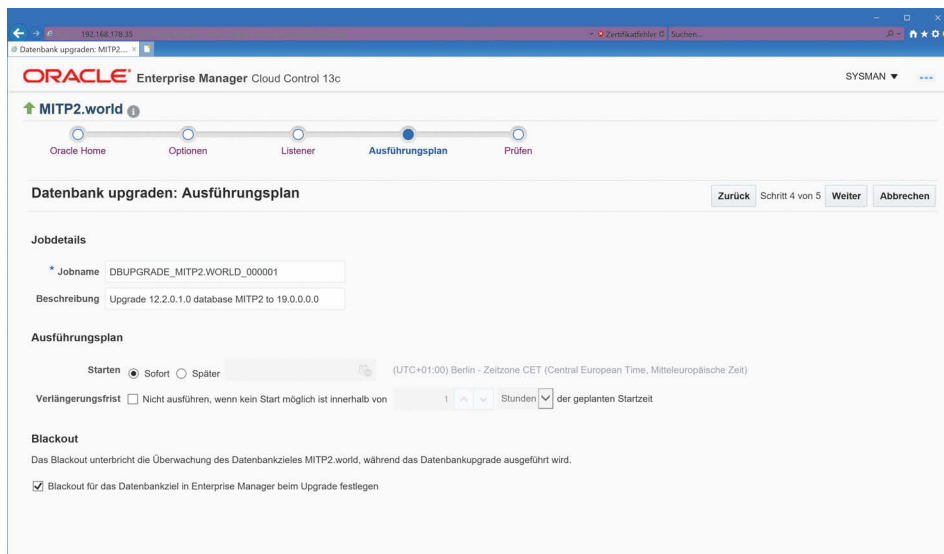 192.168.178.35
Zertifikatfehler
Suchen...
Datenbank upgraden: MITP2...
ORACLE Enterprise Manager Cloud Control 13c
SYSMAN
MITP2.world
Oracle Home Optionen Listener Ausführungsplan Prüfen
Datenbank upgraden: Ausführungsplan
Zurück Schritt 4 von 5 Weiter Abbrechen
Jobdetails
* Jobname DBUPGRADE_MITP2.WORLD_000001
Beschreibung Upgrade 12.2.0.1.0 database MITP2 to 19.0.0.0.0
Ausführungsplan
Starten Sofort Später (UTC+01:00) Berlin - Zeitzone CET (Central European Time, Mitteleuropäische Zeit)
Verlängerungsfrist Nicht ausführen, wenn kein Start möglich ist innerhalb von 1 Stunden der geplanten Startzeit
Blackout
Das Blackout unterbricht die Überwachung des Datenbankzieles MITP2.world, während das Datenbankupgrade ausgeführt wird.
Blackout für das Datenbankziel in Enterprise Manager beim Upgrade festlegen